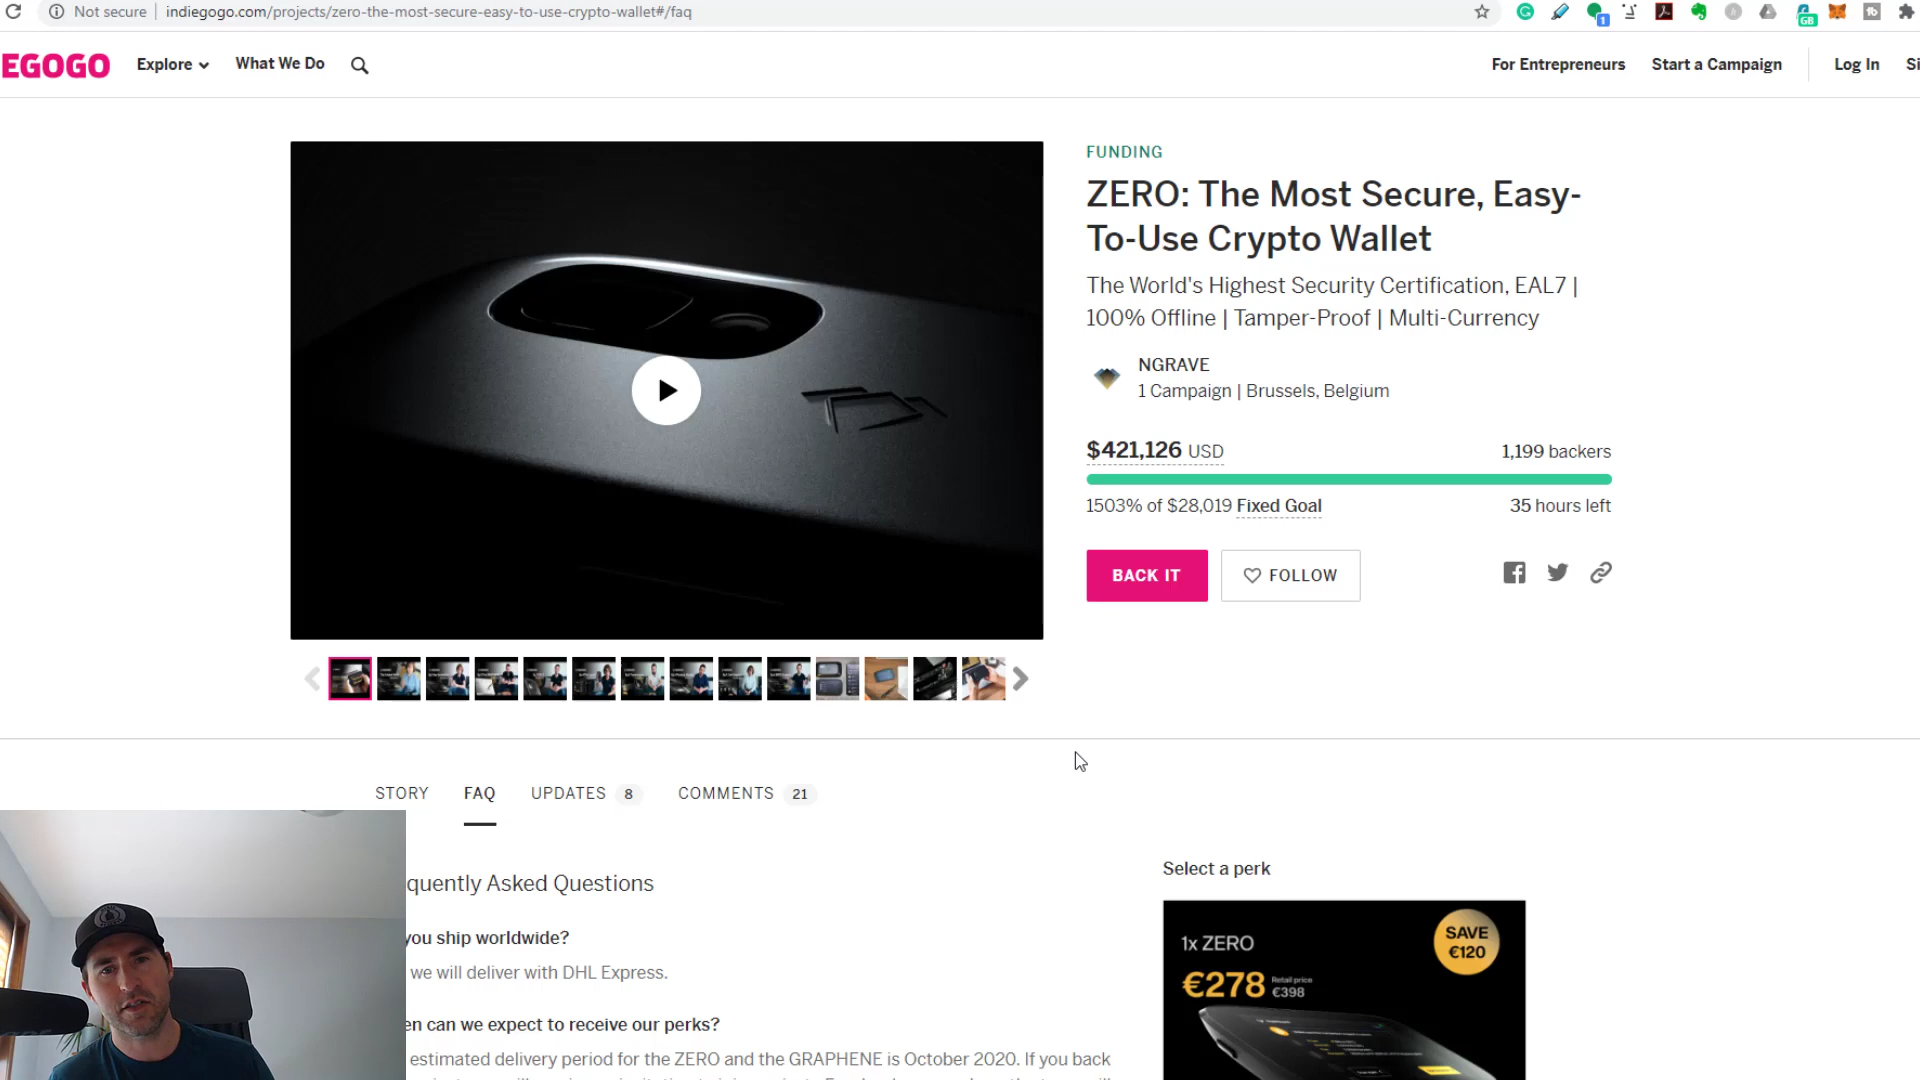 Not secure
indiegogo.com/projects/zero-the-most-secure-easy-to-use-crypto-wallet#/faq
1
GB
EGOGO
Explore
What We Do
For Entrepreneurs
Start a Campaign
Log In
Si
FUNDING
ZERO: The Most Secure, Easy-
To-Use Crypto Wallet
The World's Highest Security Certification, EAL7 |
100% Offline | Tamper-Proof | Multi-Currency
NGRAVE
1 Campaign | Brussels, Belgium
$421,126 USD
1,199 backers
1503% of $28,019 Fixed Goal
35 hours left
BACK IT
FOLLOW
STORY
FAQ
UPDATES 8
COMMENTS 21
quently Asked Questions
you ship worldwide?
we will deliver with DHL Express.
en can we expect to receive our perks?
estimated delivery period for the ZERO and the GRAPHENE is October 2020. If you back
Select a perk
1x ZERO
SAVE
€120
€278
Retail price
€398